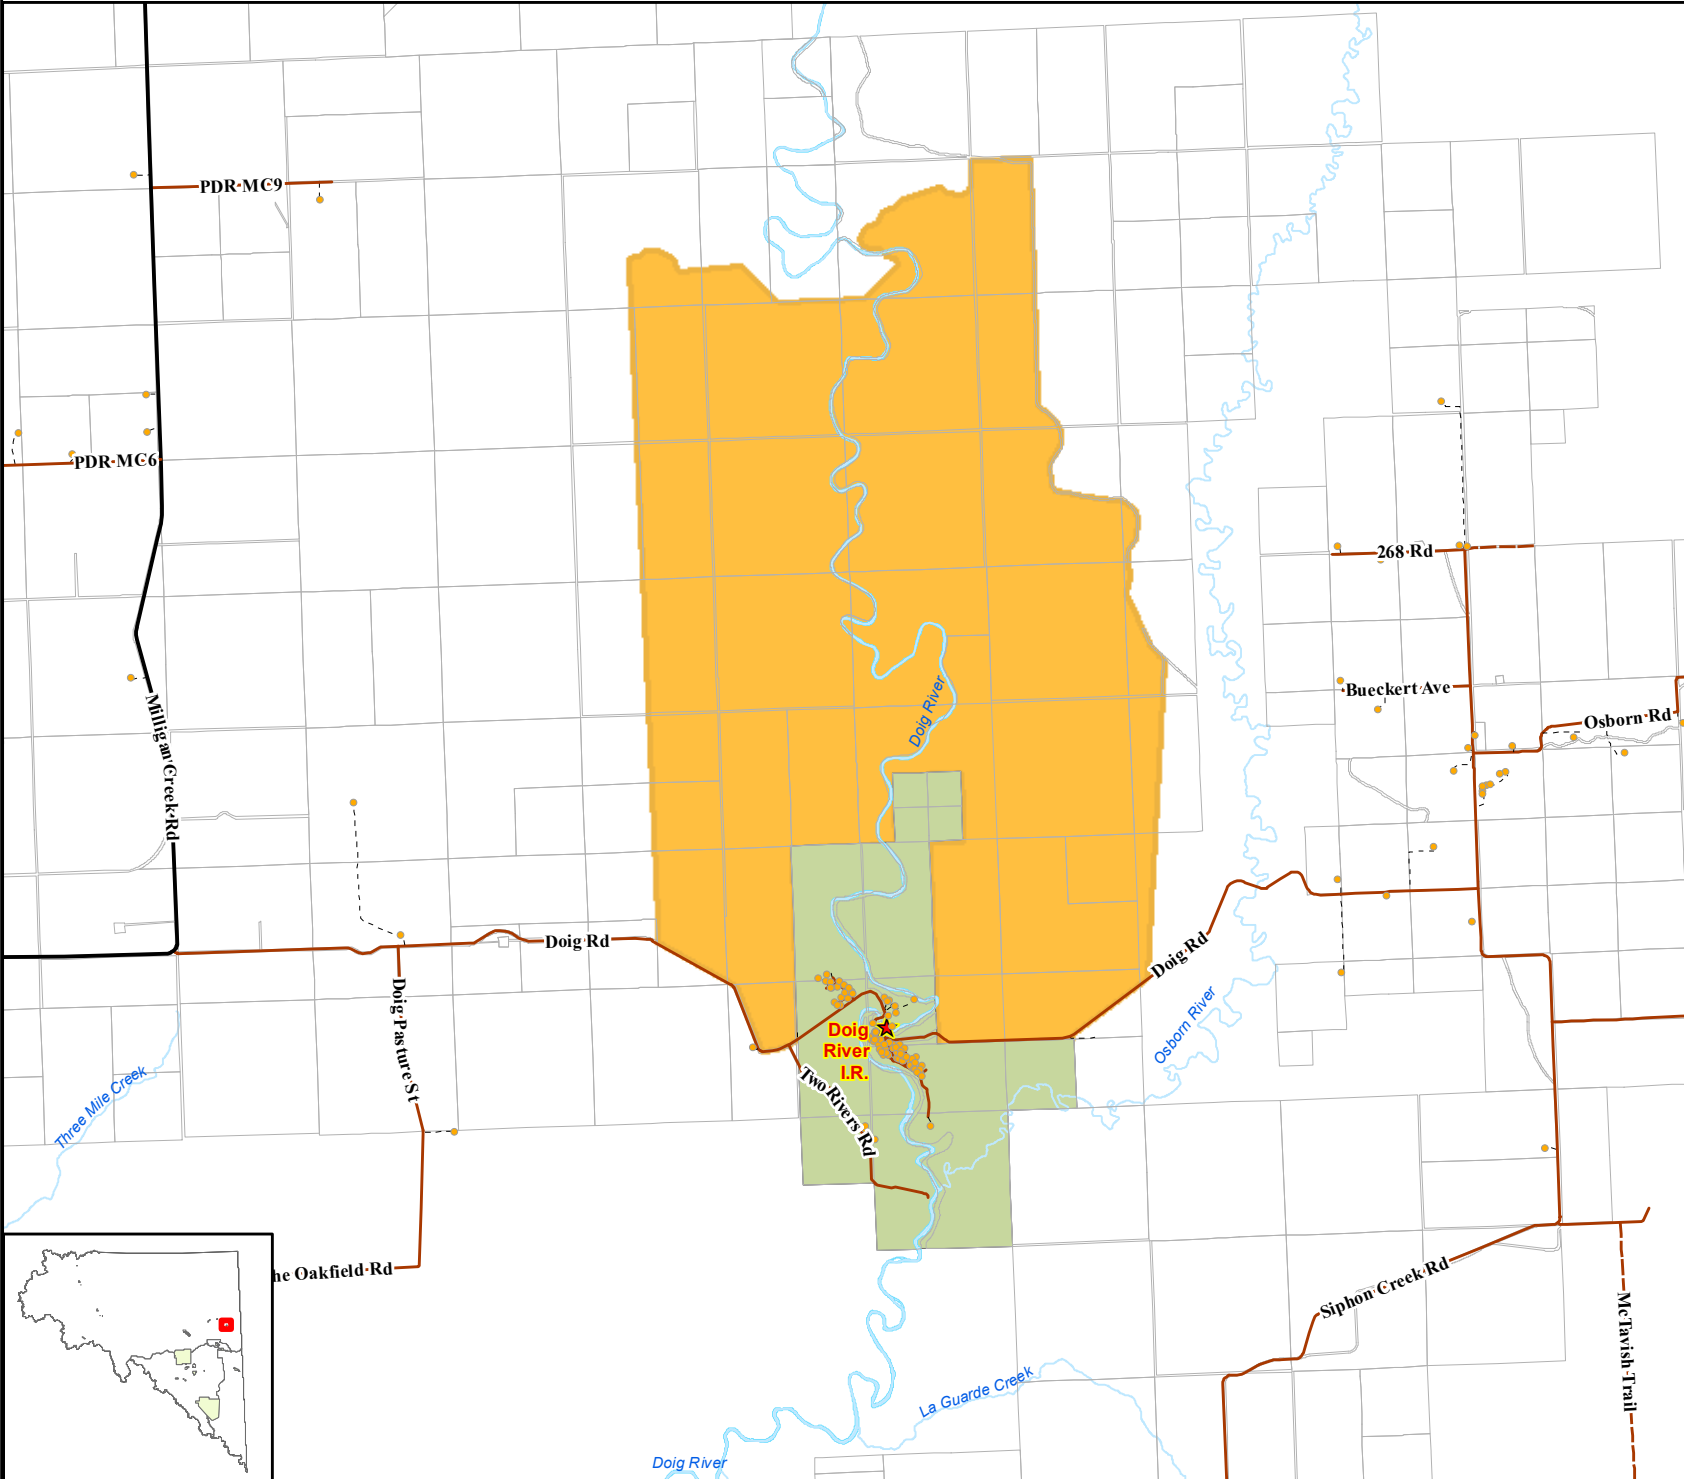 PDR MC9
PDR MC6
268 Rd
Bueckert Ave
Osborn Rd
Milligan Creek Rd
Doig River
Doig Rd
Doig Rd
Doig Pasture St
Osborn River
Doig
River
I.R.
Two Rivers Rd
Three Mile Creek
he Oakfield Rd
Siphon Creek Rd
McTavish Trail
La Guarde Creek
Doig River